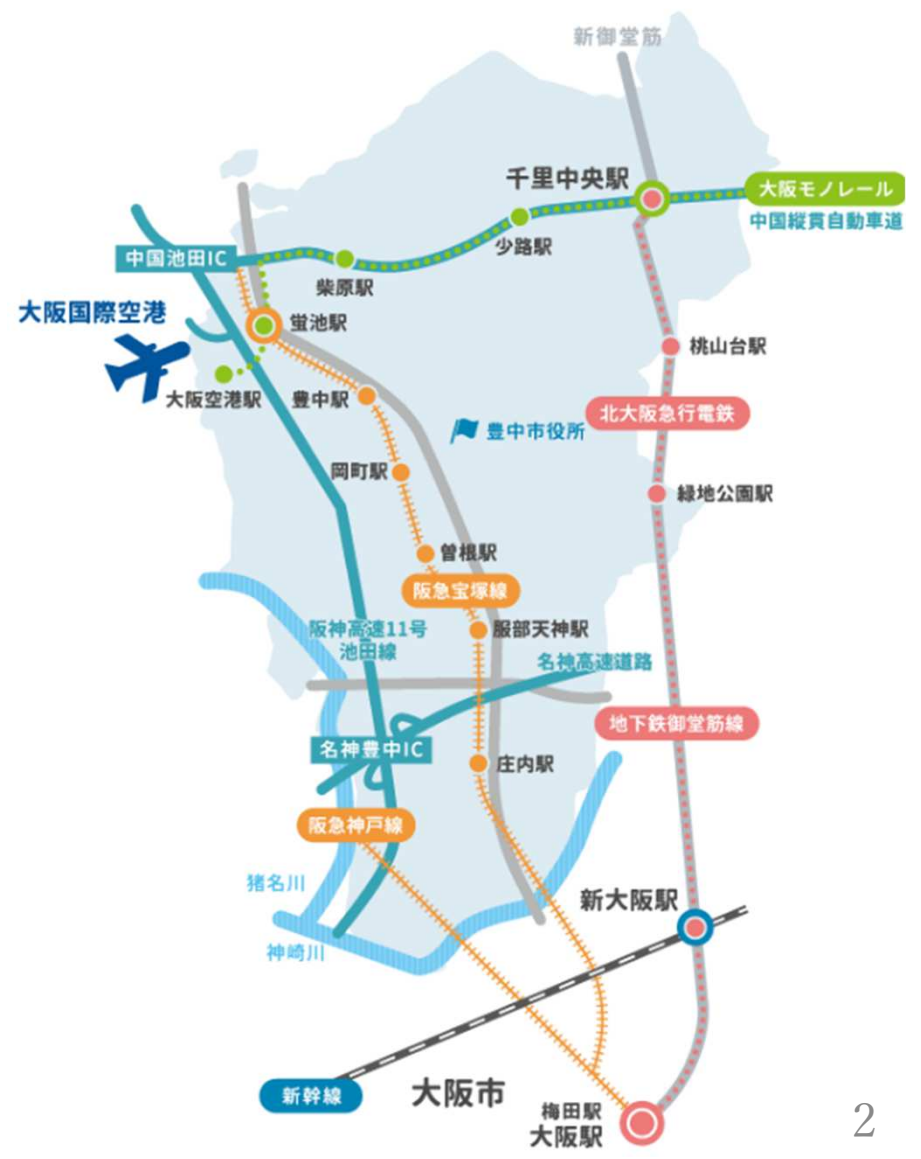 新御堂筋
千里中央駅
大阪モノレール
中国縦貫自動車道
少路駅
中国池田IC
柴原駅
大阪国際空港
蛍池駅
桃山台駅
大阪空港駅
豊中駅
豊中市役所
北大阪急行電鉄
岡町駅
緑地公園駅
曽根駅
阪急宝塚線
阪神高速11号
池田線
服部天神駅
名神高速道路
地下鉄御堂筋線
名神豊中IC
庄内駅
阪急神戸線
猪名川
新大阪駅
神崎川
新幹線
大阪市
梅田駅
大阪駅
2